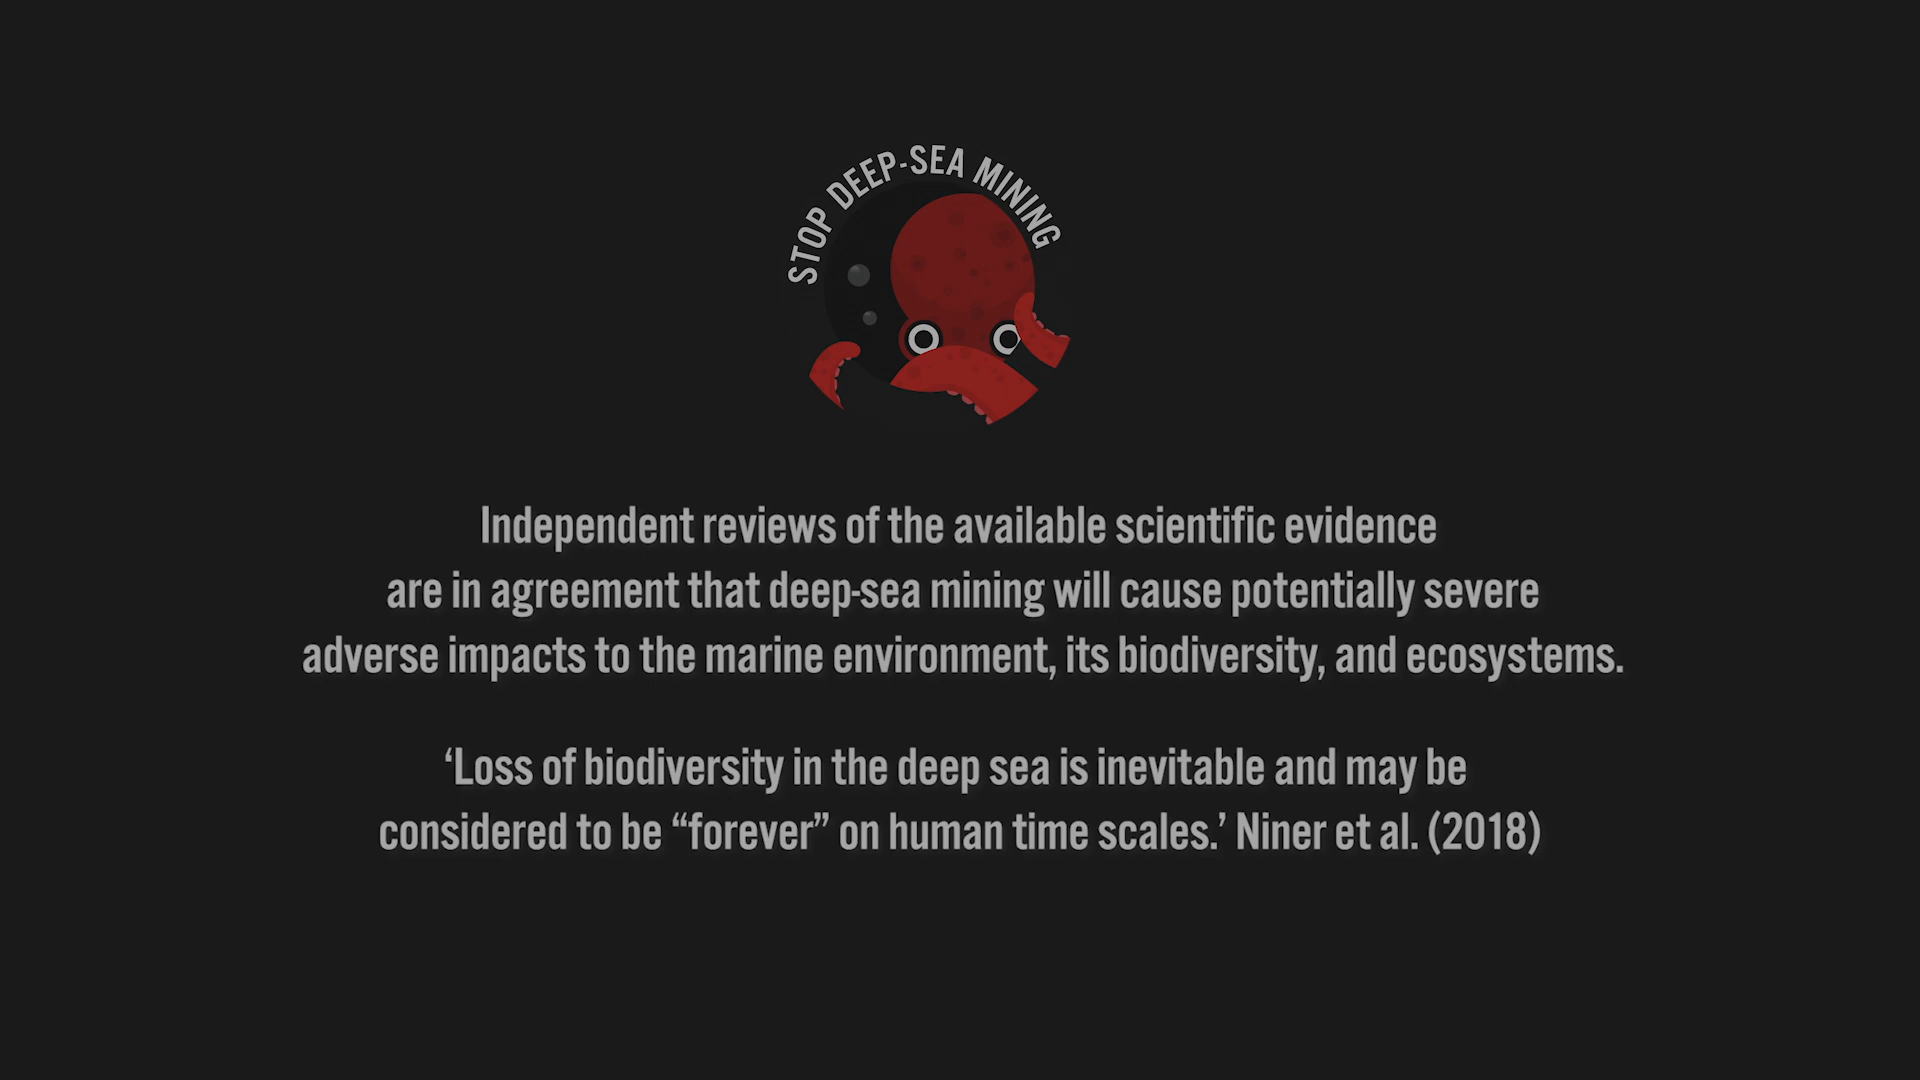 STOP DEEP-SEA MINING
Independent reviews of the available scientific evidence
are in agreement that deep-sea mining will cause potentially severe
adverse impacts to the marine environment, its biodiversity, and ecosystems.
‘Loss of biodiversity in the deep sea is inevitable and may be
considered to be “forever” on human time scales.’ Niner et al. (2018)